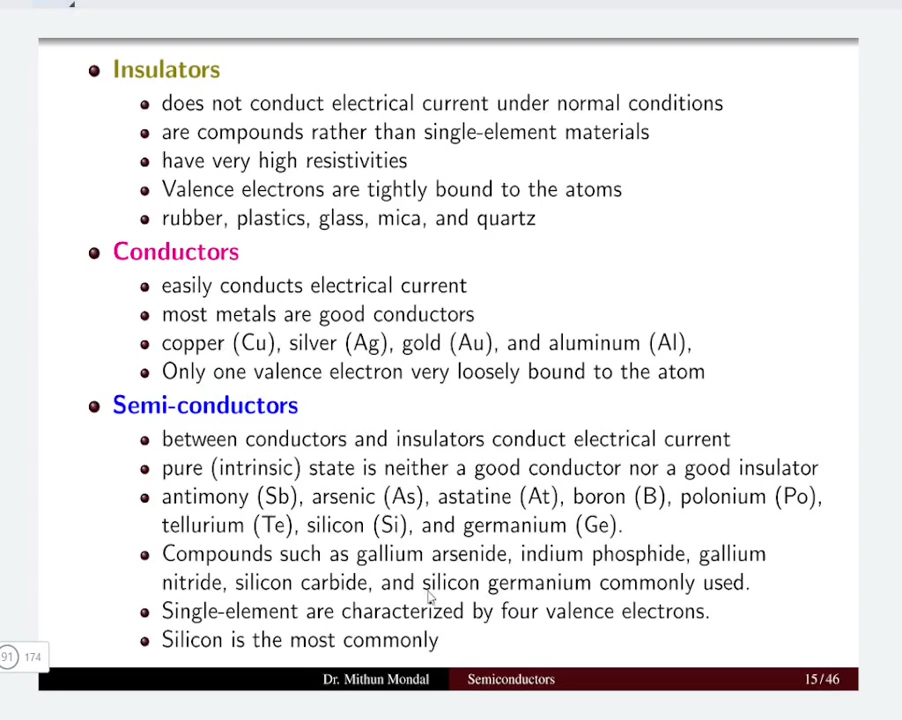 Insulators
does not conduct electrical current under normal conditions
are compounds rather than single-element materials
have very high resistivities
Valence electrons are tightly bound to the atoms
rubber, plastics, glass, mica, and quartz
Conductors
easily conducts electrical current
most metals are good conductors
copper (Cu), silver (Ag), gold (Au), and aluminum (Al),
Only one valence electron very loosely bound to the atom
Semi-conductors
between conductors and insulators conduct electrical current
pure (intrinsic) state is neither a good conductor nor a good insulator
antimony (Sb), arsenic (As), astatine (At), boron (B), polonium (Po),
tellurium (Te), silicon (Si), and germanium (Ge).
Compounds such as gallium arsenide, indium phosphide, gallium
nitride, silicon carbide, and silicon germanium commonly used.
Single-element are characterized by four valence electrons.
Silicon is the most commonly
91 174
Dr. Mithun Mondal Semiconductors 15/46